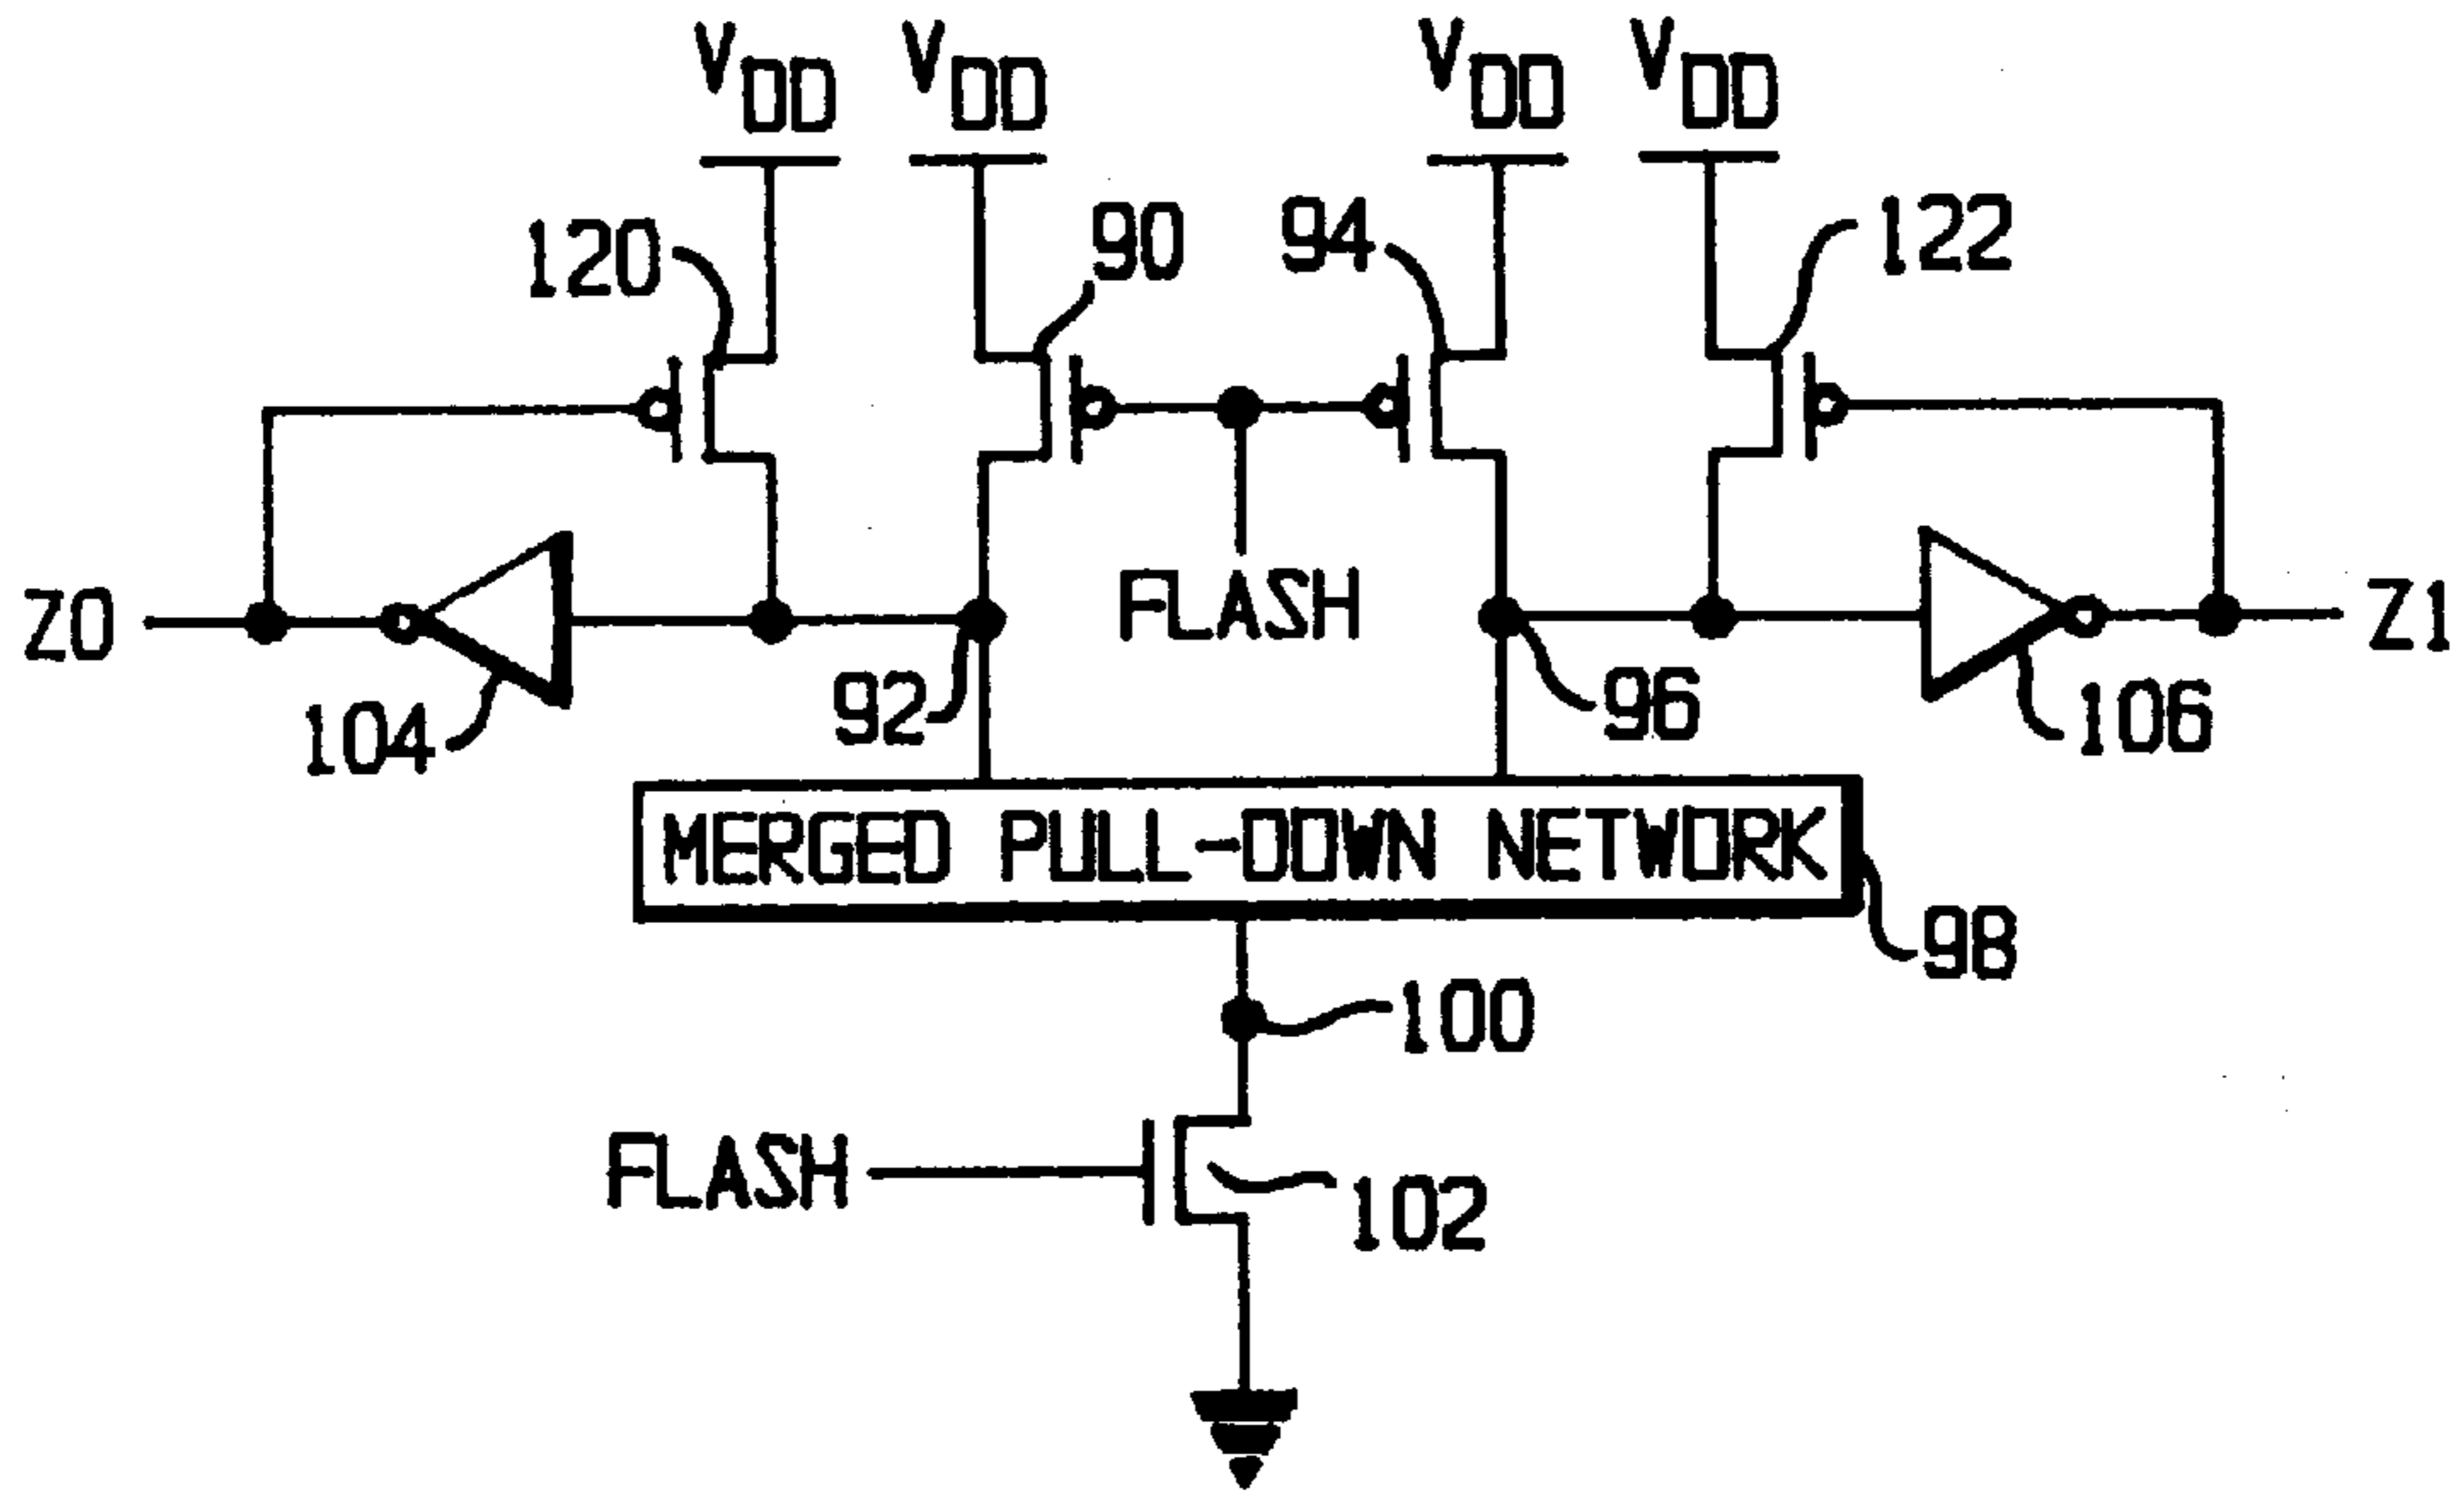 VDD VDD VDD VDD
120 90 94 122
FLASH
Z0 Z1
104 92 96 106
MERGED PULL-DOWN NETWORK
98
100
FLASH
102